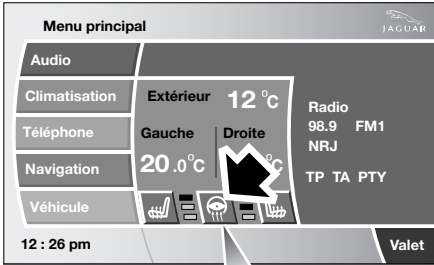 Menu principal
JAGUAR
Audio
Climatisation
Téléphone
Navigation
Véhicule
Extérieur 12 °C
Gauche Droite
20.0°C °C
Radio
98.9 FM1
NRJ
TP TA PTY
12 : 26 pm
Valet